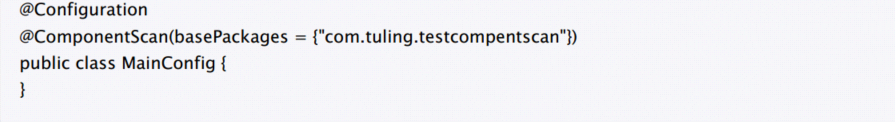 @Configuration
@ComponentScan(basePackages = {"com.tuling.testcompentscan"})
public class MainConfig {
}